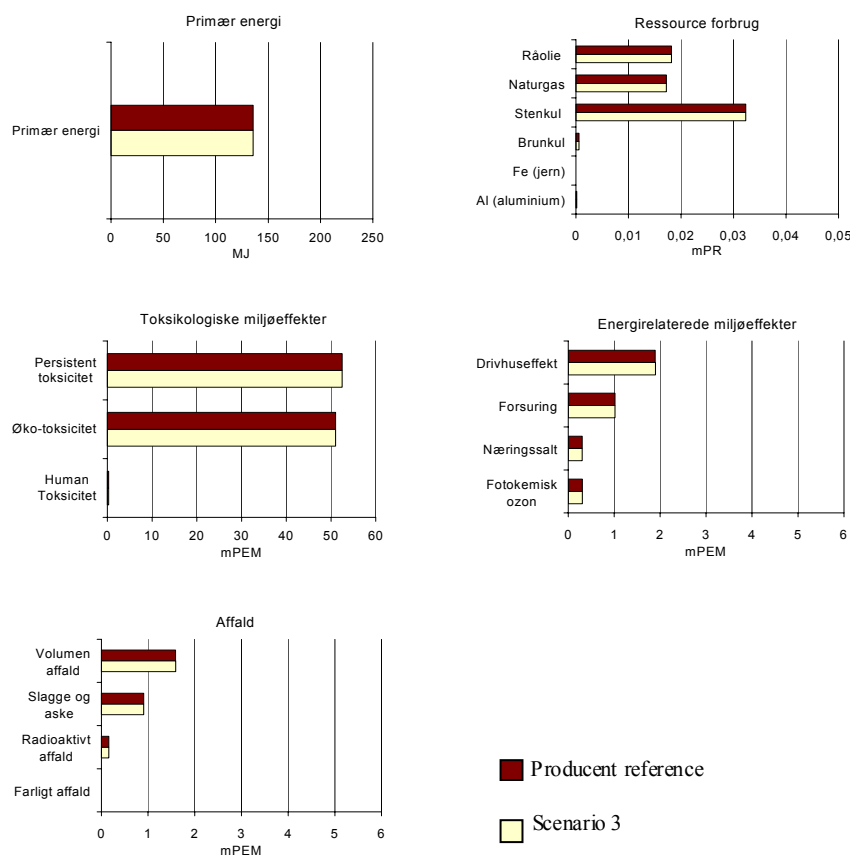 Primær energi
Primær energi
0 50 100 150 200 250
MJ
Ressource forbrug
Råolie
Naturgas
Stenkul
Brunkul
Fe (jern)
Al (aluminium)
0 0,01 0,02 0,03 0,04 0,05
mPR
Toksikologiske miljøeffekter
Persistent
toksicitet
Øko-toksicitet
Human
Toksicitet
0 10 20 30 40 50 60
mPEM
Energirelaterede miljøeffekter
Drivhuseffekt
Forsuring
Næringssalt
Fotokemisk
ozon
0 1 2 3 4 5 6
mPEM
Affald
Volumen
affald
Slagge og
aske
Radioaktivt
affald
Farligt affald
0 1 2 3 4 5 6
mPEM
Producent reference
Scenario 3